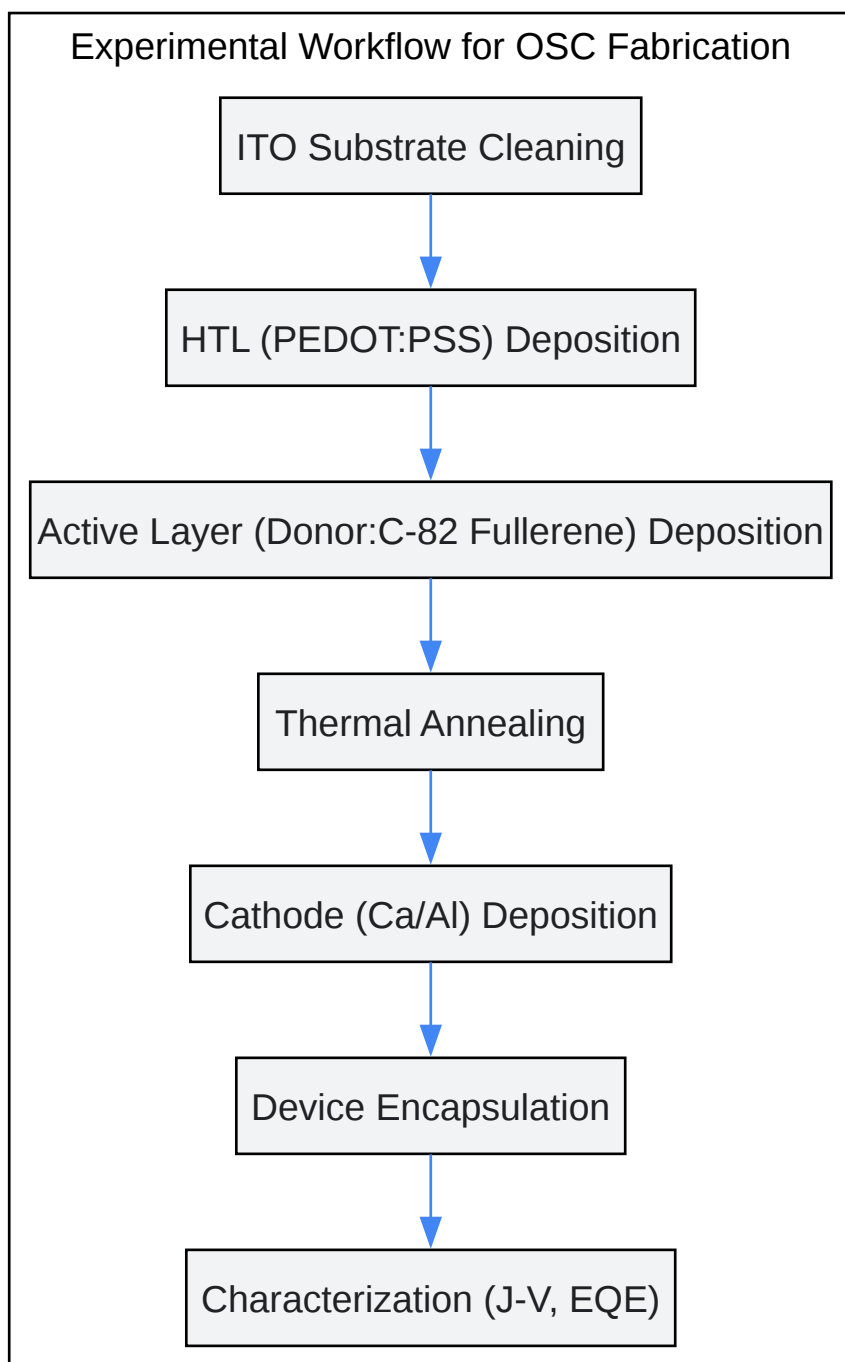 Experimental Workflow for OSC Fabrication
ITO Substrate Cleaning
HTL (PEDOT:PSS) Deposition
Active Layer (Donor:C-82 Fullerene) Deposition
Thermal Annealing
Cathode (Ca/Al) Deposition
Device Encapsulation
Characterization (J-V, EQE)